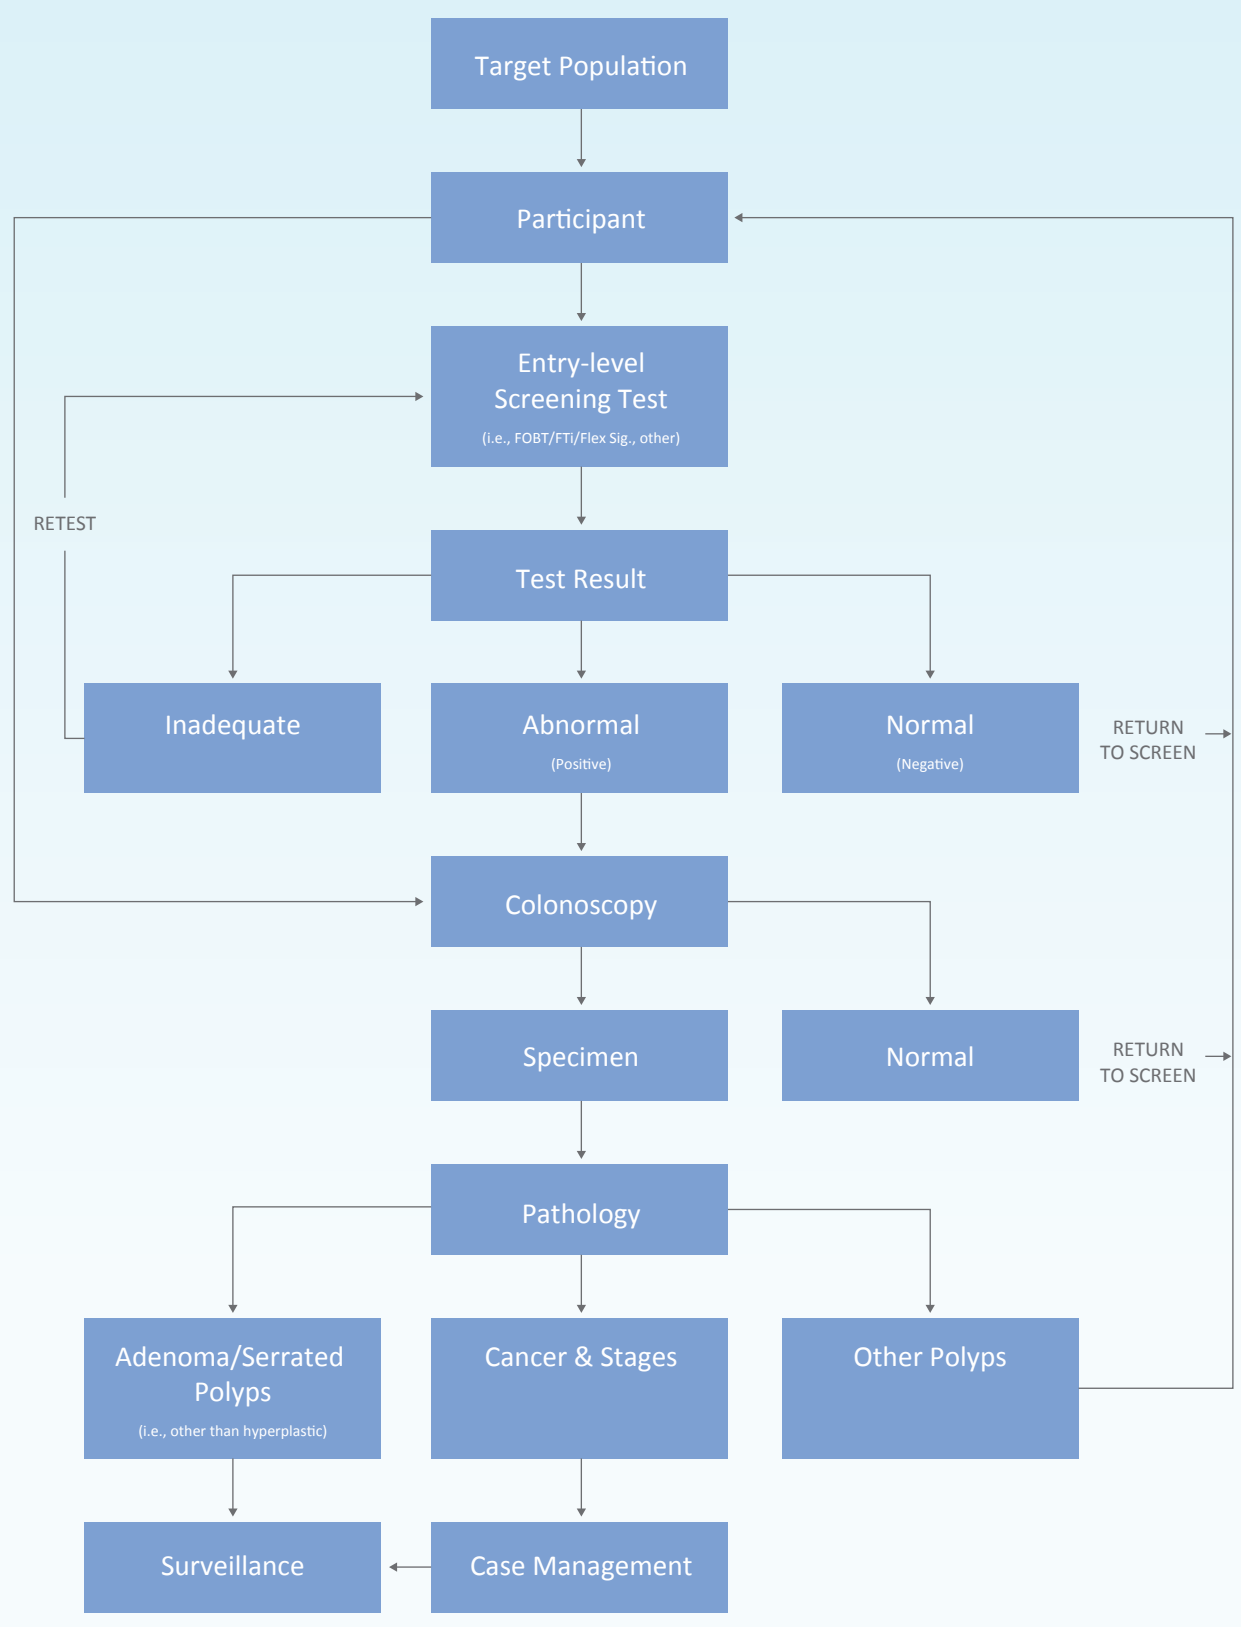 Target Population
Participant
Entry-level
Screening Test
(i.e., FOBT/FTi/Flex Sig., other)
RETEST
Test Result
Inadequate
Abnormal
(Positive)
Normal
(Negative)
RETURN
TO SCREEN
Colonoscopy
Specimen
Normal
RETURN
TO SCREEN
Pathology
Adenoma/Serrated
Polyps
(i.e., other than hyperplastic)
Cancer & Stages
Other Polyps
Surveillance
Case Management